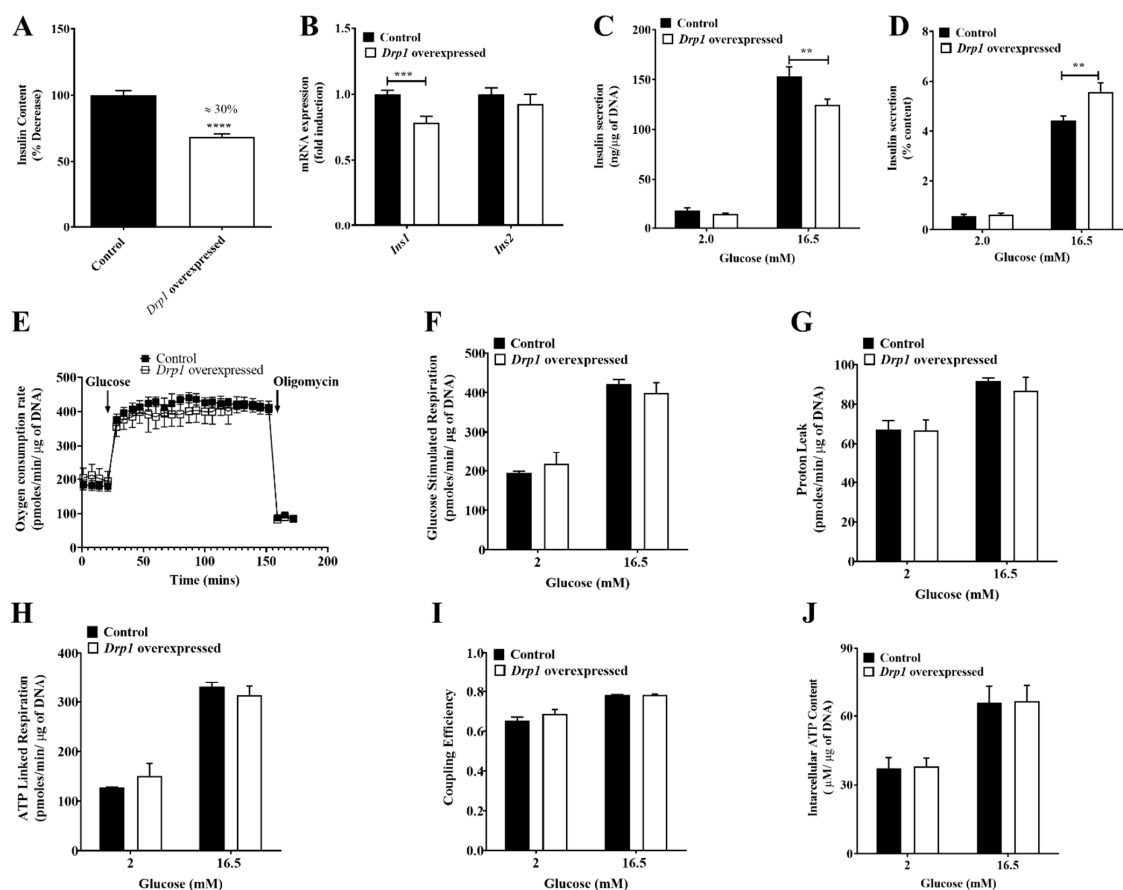 A
Insulin Content
(% Decrease)
150
100
50
0
≈ 30%
****
Control
Drp1 overexpressed
B
Control
Drp1 overexpressed
mRNA expression
(fold induction)
1.5
1.0
0.5
0.0
***
Ins1
Ins2
C
Control
Drp1 overexpressed
Insulin secretion
(ng/μg of DNA)
200
150
100
50
0
**
2.0
16.5
Glucose (mM)
D
Control
Drp1 overexpressed
Insulin secretion
(% content)
8
6
4
2
0
**
2.0
16.5
Glucose (mM)
E
Control
Drp1 overexpressed
Glucose
Oligomycin
Oxygen consumption rate
(pmoles/min/ μg of DNA)
500
400
300
200
100
0
0
50
100
150
200
Time (mins)
F
Control
Drp1 overexpressed
Glucose Stimulated Respiration
(pmoles/min/ μg of DNA)
500
400
300
200
100
0
2
16.5
Glucose (mM)
G
Control
Drp1 overexpressed
Proton Leak
(pmoles/min/ μg of DNA)
100
80
60
40
20
0
2
16.5
Glucose (mM)
H
Control
Drp1 overexpressed
ATP Linked Respiration
(pmoles/min/ μg of DNA)
400
300
200
100
0
2
16.5
Glucose (mM)
I
Control
Drp1 overexpressed
Coupling Efficiency
1.0
0.8
0.6
0.4
0.2
0.0
2
16.5
Glucose (mM)
J
Control
Drp1 overexpressed
Intarcellular ATP Content
( μM/ μg of DNA)
90
60
30
0
2
16.5
Glucose (mM)